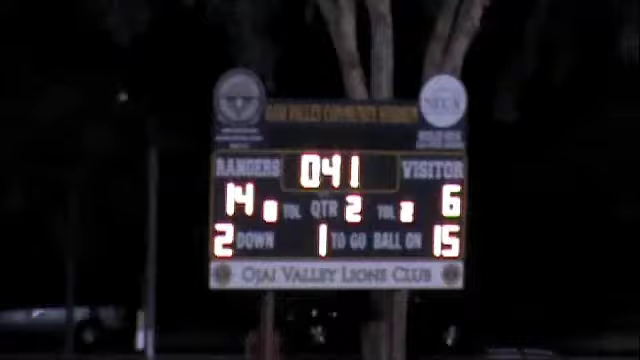 RANGERS 041 VISITOR
14 TOL QTR 2 TOL 6
2 DOWN 1 TO GO BALL ON 15
OJAI VALLEY LIONS CLUB